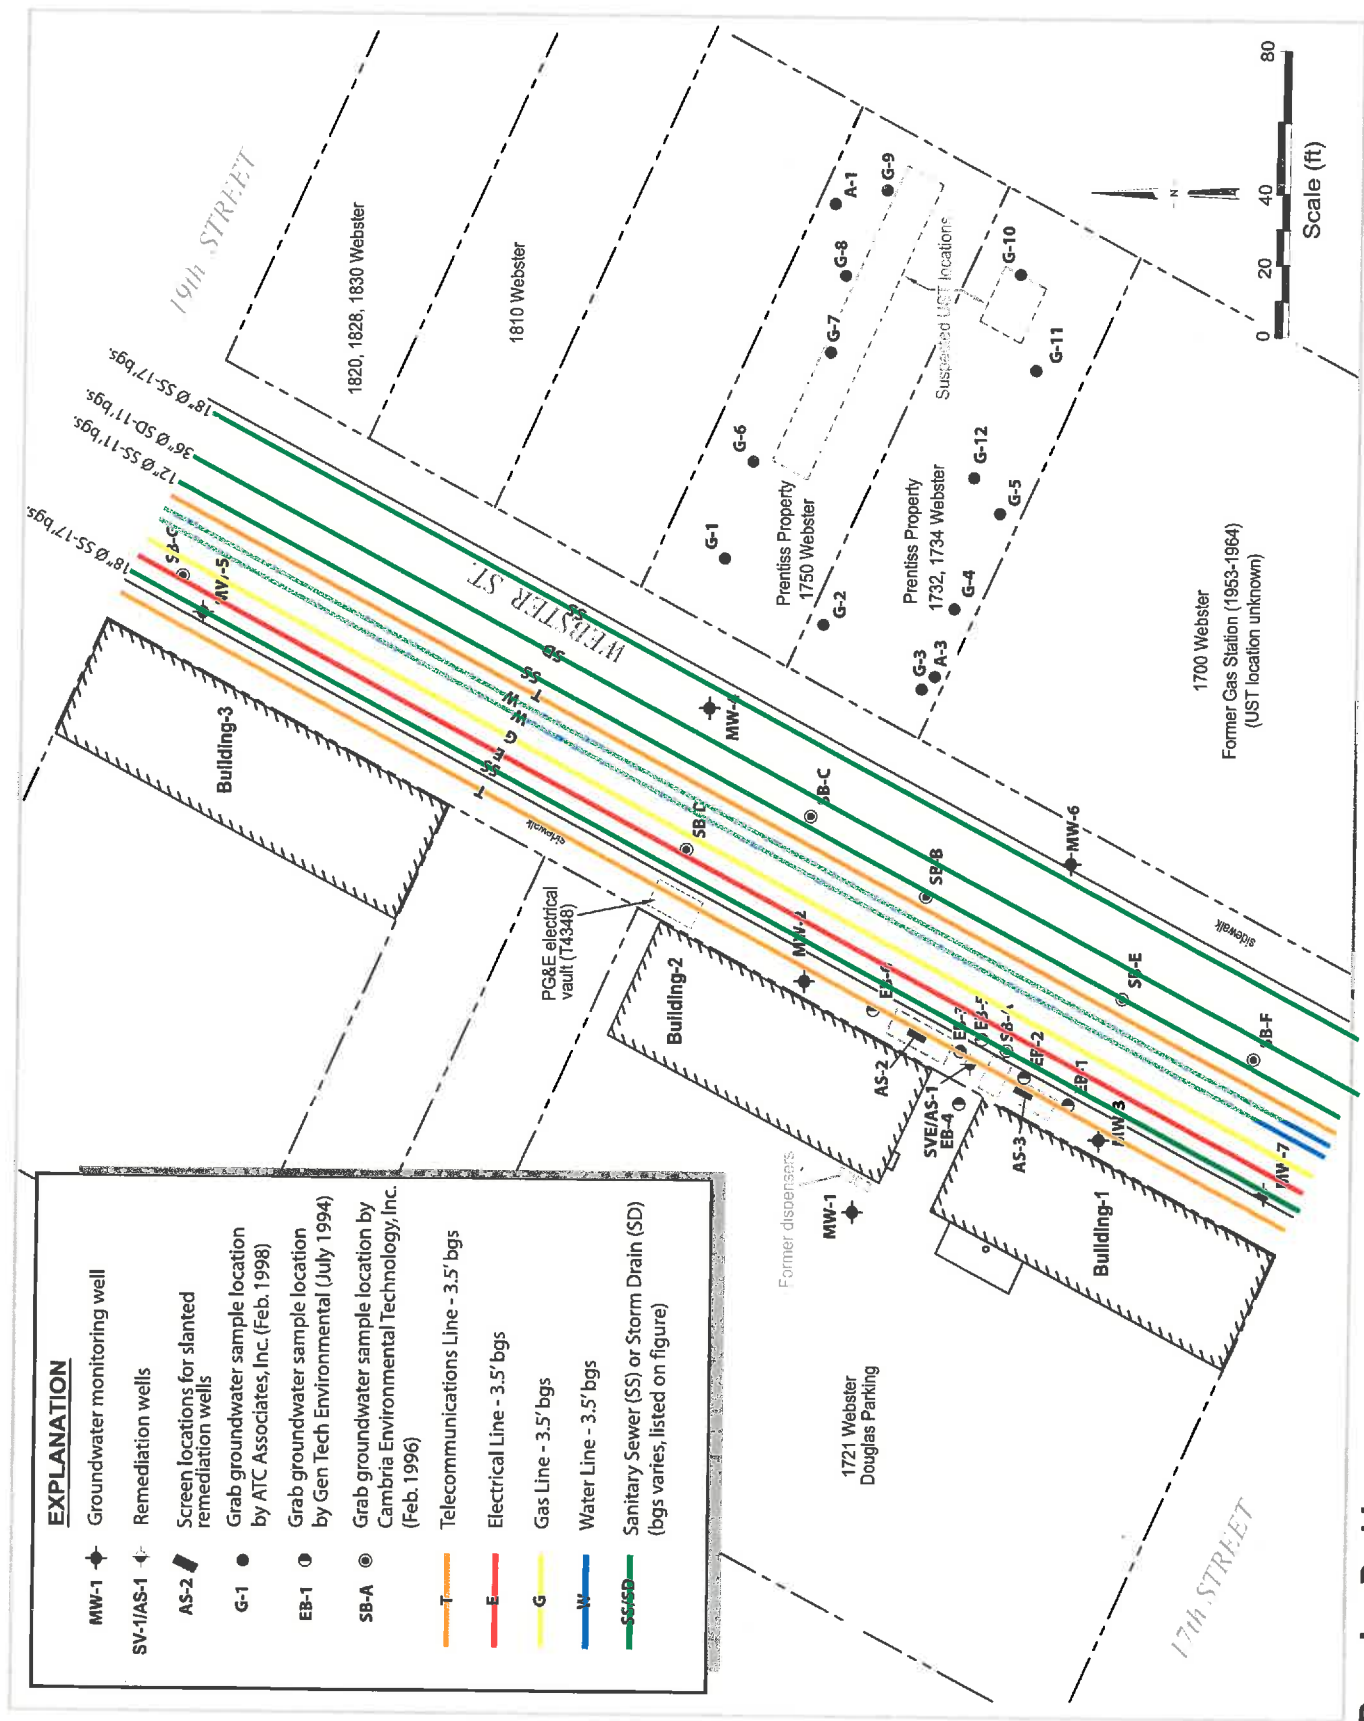 EXPLANATION
MW-1 Groundwater monitoring well
SV-1/AS-1 Remediation wells
AS-2 Screen locations for slanted
remediation wells
G-1 Grab groundwater sample location
by ATC Associates, Inc. (Feb. 1998)
EB-1 Grab groundwater sample location
by Gen Tech Environmental (July 1994)
SB-A Grab groundwater sample location by
Cambria Environmental Technology, Inc.
(Feb. 1996)
T Telecommunications Line - 3.5' bgs
E Electrical Line - 3.5' bgs
G Gas Line - 3.5' bgs
W Water Line - 3.5' bgs
SS/SD Sanitary Sewer (SS) or Storm Drain (SD)
(bgs varies, listed on figure)
18" Ø SS-17' bgs.
12" Ø SS-11' bgs.
36" Ø SD-11' bgs.
18" Ø SS-17' bgs.
19th STREET
1820, 1828, 1830 Webster
1810 Webster
Building-3
MW-5
WEBSTER ST.
T
SS
E
G
W
W
T
SS
SD
SS
sidewalk
PG&E electrical
vault (T4348)
Building-2
MW-4
SB-C
SB-B
MW-2
MW-6
sidewalk
SB-E
SB-F
G-1
G-6
G-7
G-8
A-1
G-9
Prentiss Property
1750 Webster
G-2
Suspected UST locations
G-10
G-11
Prentiss Property
1732, 1734 Webster
G-12
G-5
G-4
G-3
A-3
1700 Webster
Former Gas Station (1953-1964)
(UST location unknown)
AS-2
SVE/AS-1
EB-4
AS-3
EB-2
EB-1
MW-3
MW-7
Former dispensers
MW-1
Building-1
1721 Webster
Douglas Parking
17th STREET
N
0 20 40 80
Scale (ft)